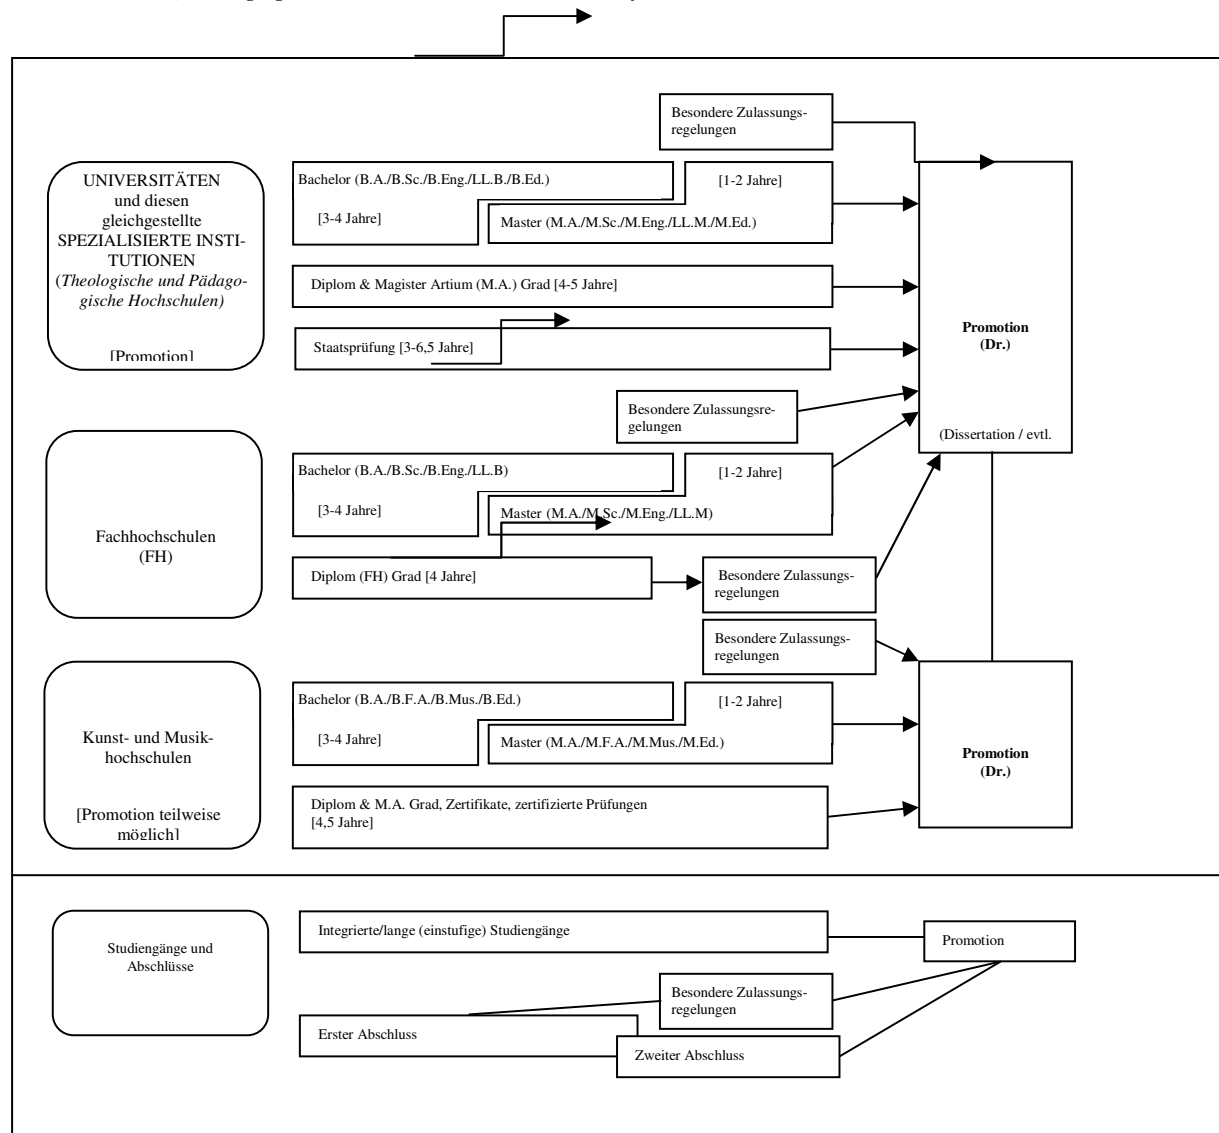 Besondere Zulassungs-
regelungen
UNIVERSITÄTEN
und diesen
gleichgestellte
SPEZIALISIERTE INSTI-
TUTIONEN
(Theologische und Pädago-
gische Hochschulen)
[Promotion]
Bachelor (B.A./B.Sc./B.Eng./LL.B./B.Ed.)
[1-2 Jahre]
[3-4 Jahre]
Master (M.A./M.Sc./M.Eng./LL.M./M.Ed.)
Diplom & Magister Artium (M.A.) Grad [4-5 Jahre]
Staatsprüfung [3-6,5 Jahre]
Promotion
(Dr.)
(Dissertation / evtl.
Besondere Zulassungsre-
gelungen
Fachhochschulen
(FH)
Bachelor (B.A./B.Sc./B.Eng./LL.B)
[1-2 Jahre]
[3-4 Jahre]
Master (M.A./M.Sc./M.Eng./LL.M)
Diplom (FH) Grad [4 Jahre]
Besondere Zulassungs-
regelungen
Besondere Zulassungs-
regelungen
Kunst- und Musik-
hochschulen
[Promotion teilweise
möglich]
Bachelor (B.A./B.F.A./B.Mus./B.Ed.)
[1-2 Jahre]
[3-4 Jahre]
Master (M.A./M.F.A./M.Mus./M.Ed.)
Diplom & M.A. Grad, Zertifikate, zertifizierte Prüfungen
[4,5 Jahre]
Promotion
(Dr.)
Studiengänge und
Abschlüsse
Integrierte/lange (einstufige) Studiengänge
Promotion
Besondere Zulassungs-
regelungen
Erster Abschluss
Zweiter Abschluss